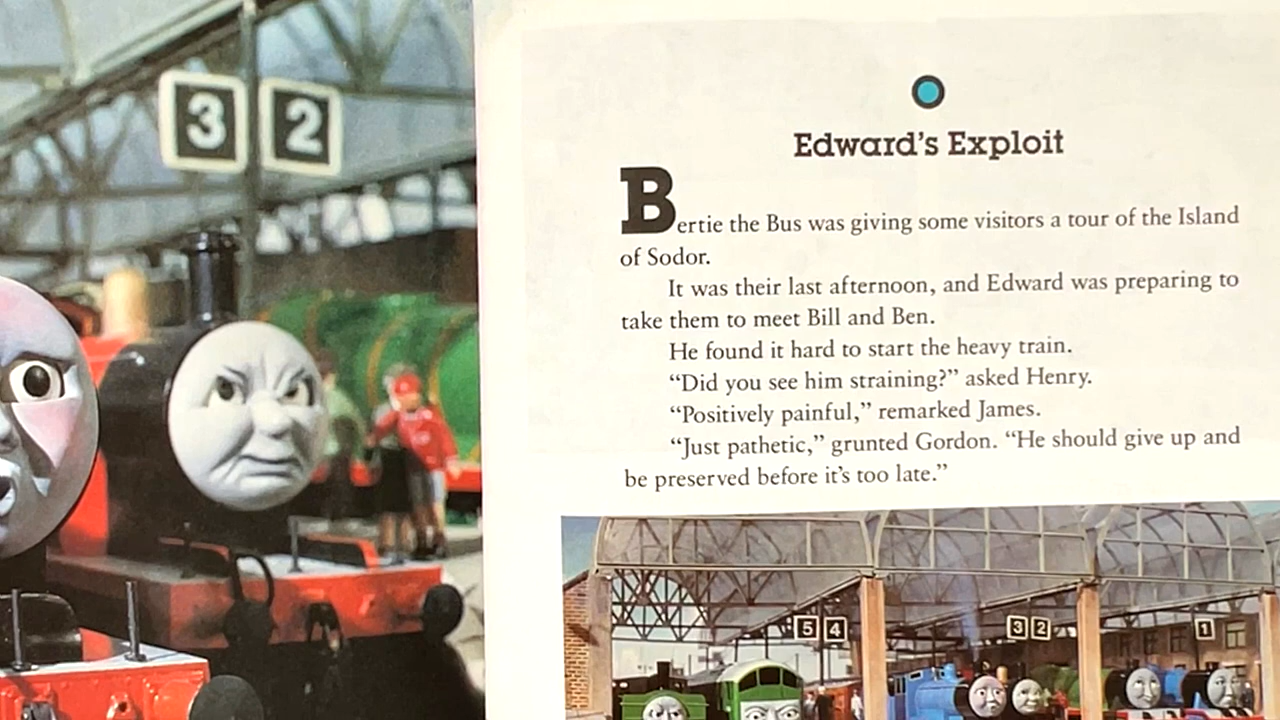 3 2
Edward's Exploit
Bertie the Bus was giving some visitors a tour of the Island
of Sodor.
It was their last afternoon, and Edward was preparing to
take them to meet Bill and Ben.
He found it hard to start the heavy train.
“Did you see him straining?” asked Henry.
“Positively painful,” remarked James.
“Just pathetic,” grunted Gordon. “He should give up and
be preserved before it's too late.”
5 4 3 2 1